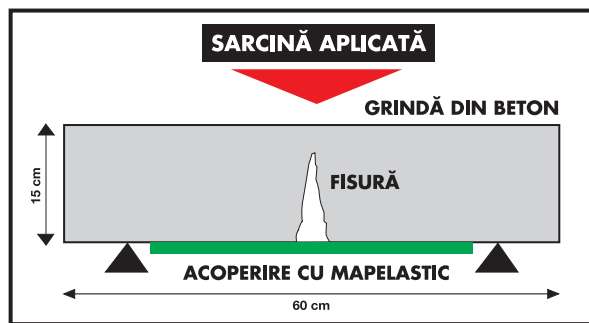 SARCINĂ APLICATĂ
GRINDĂ DIN BETON
15 cm
FISURĂ
ACOPERIRE CU MAPELASTIC
60 cm